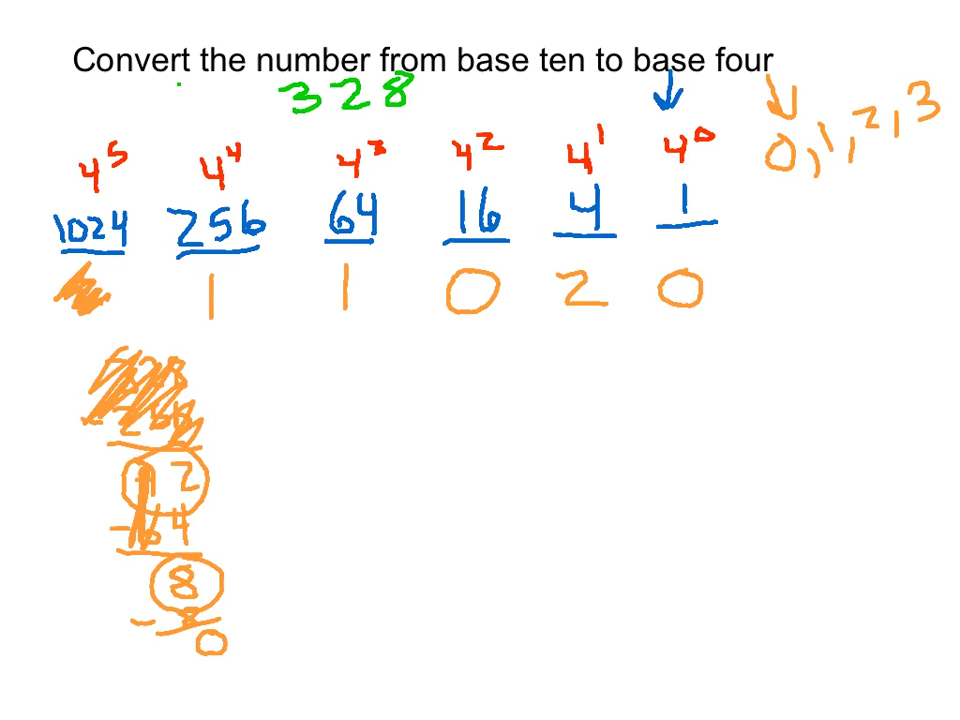 Convert the number from base ten to base four
328
0,1,2,3
4^5 4^4 4^3 4^2 4^1 4^0
1024 256 64 16 4 1
1 1 0 2 0
72
-64
8
-8
0